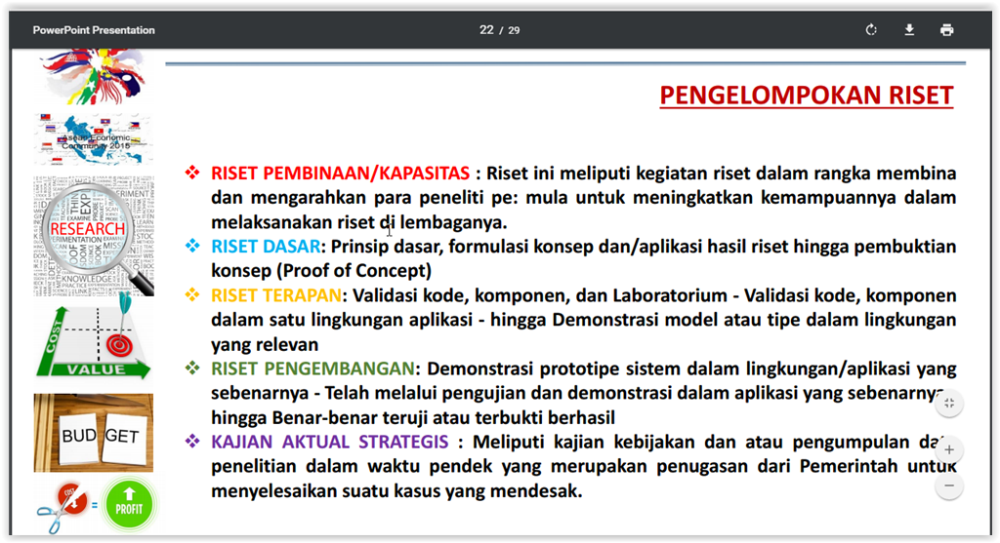 PowerPoint Presentation
22 / 29
PENGELOMPOKAN RISET
Asean Economic
Community 2015
RESEARCH
COST
VALUE
BUDGET
COST
=
PROFIT
❖ RISET PEMBINAAN/KAPASITAS : Riset ini meliputi kegiatan riset dalam rangka membina
dan mengarahkan para peneliti pe: mula untuk meningkatkan kemampuannya dalam
melaksanakan riset di lembaganya.
❖ RISET DASAR: Prinsip dasar, formulasi konsep dan/aplikasi hasil riset hingga pembuktian
konsep (Proof of Concept)
❖ RISET TERAPAN: Validasi kode, komponen, dan Laboratorium - Validasi kode, komponen
dalam satu lingkungan aplikasi - hingga Demonstrasi model atau tipe dalam lingkungan
yang relevan
❖ RISET PENGEMBANGAN: Demonstrasi prototipe sistem dalam lingkungan/aplikasi yang
sebenarnya - Telah melalui pengujian dan demonstrasi dalam aplikasi yang sebenarnya
hingga Benar-benar teruji atau terbukti berhasil
❖ KAJIAN AKTUAL STRATEGIS : Meliputi kajian kebijakan dan atau pengumpulan data
penelitian dalam waktu pendek yang merupakan penugasan dari Pemerintah untuk
menyelesaikan suatu kasus yang mendesak.